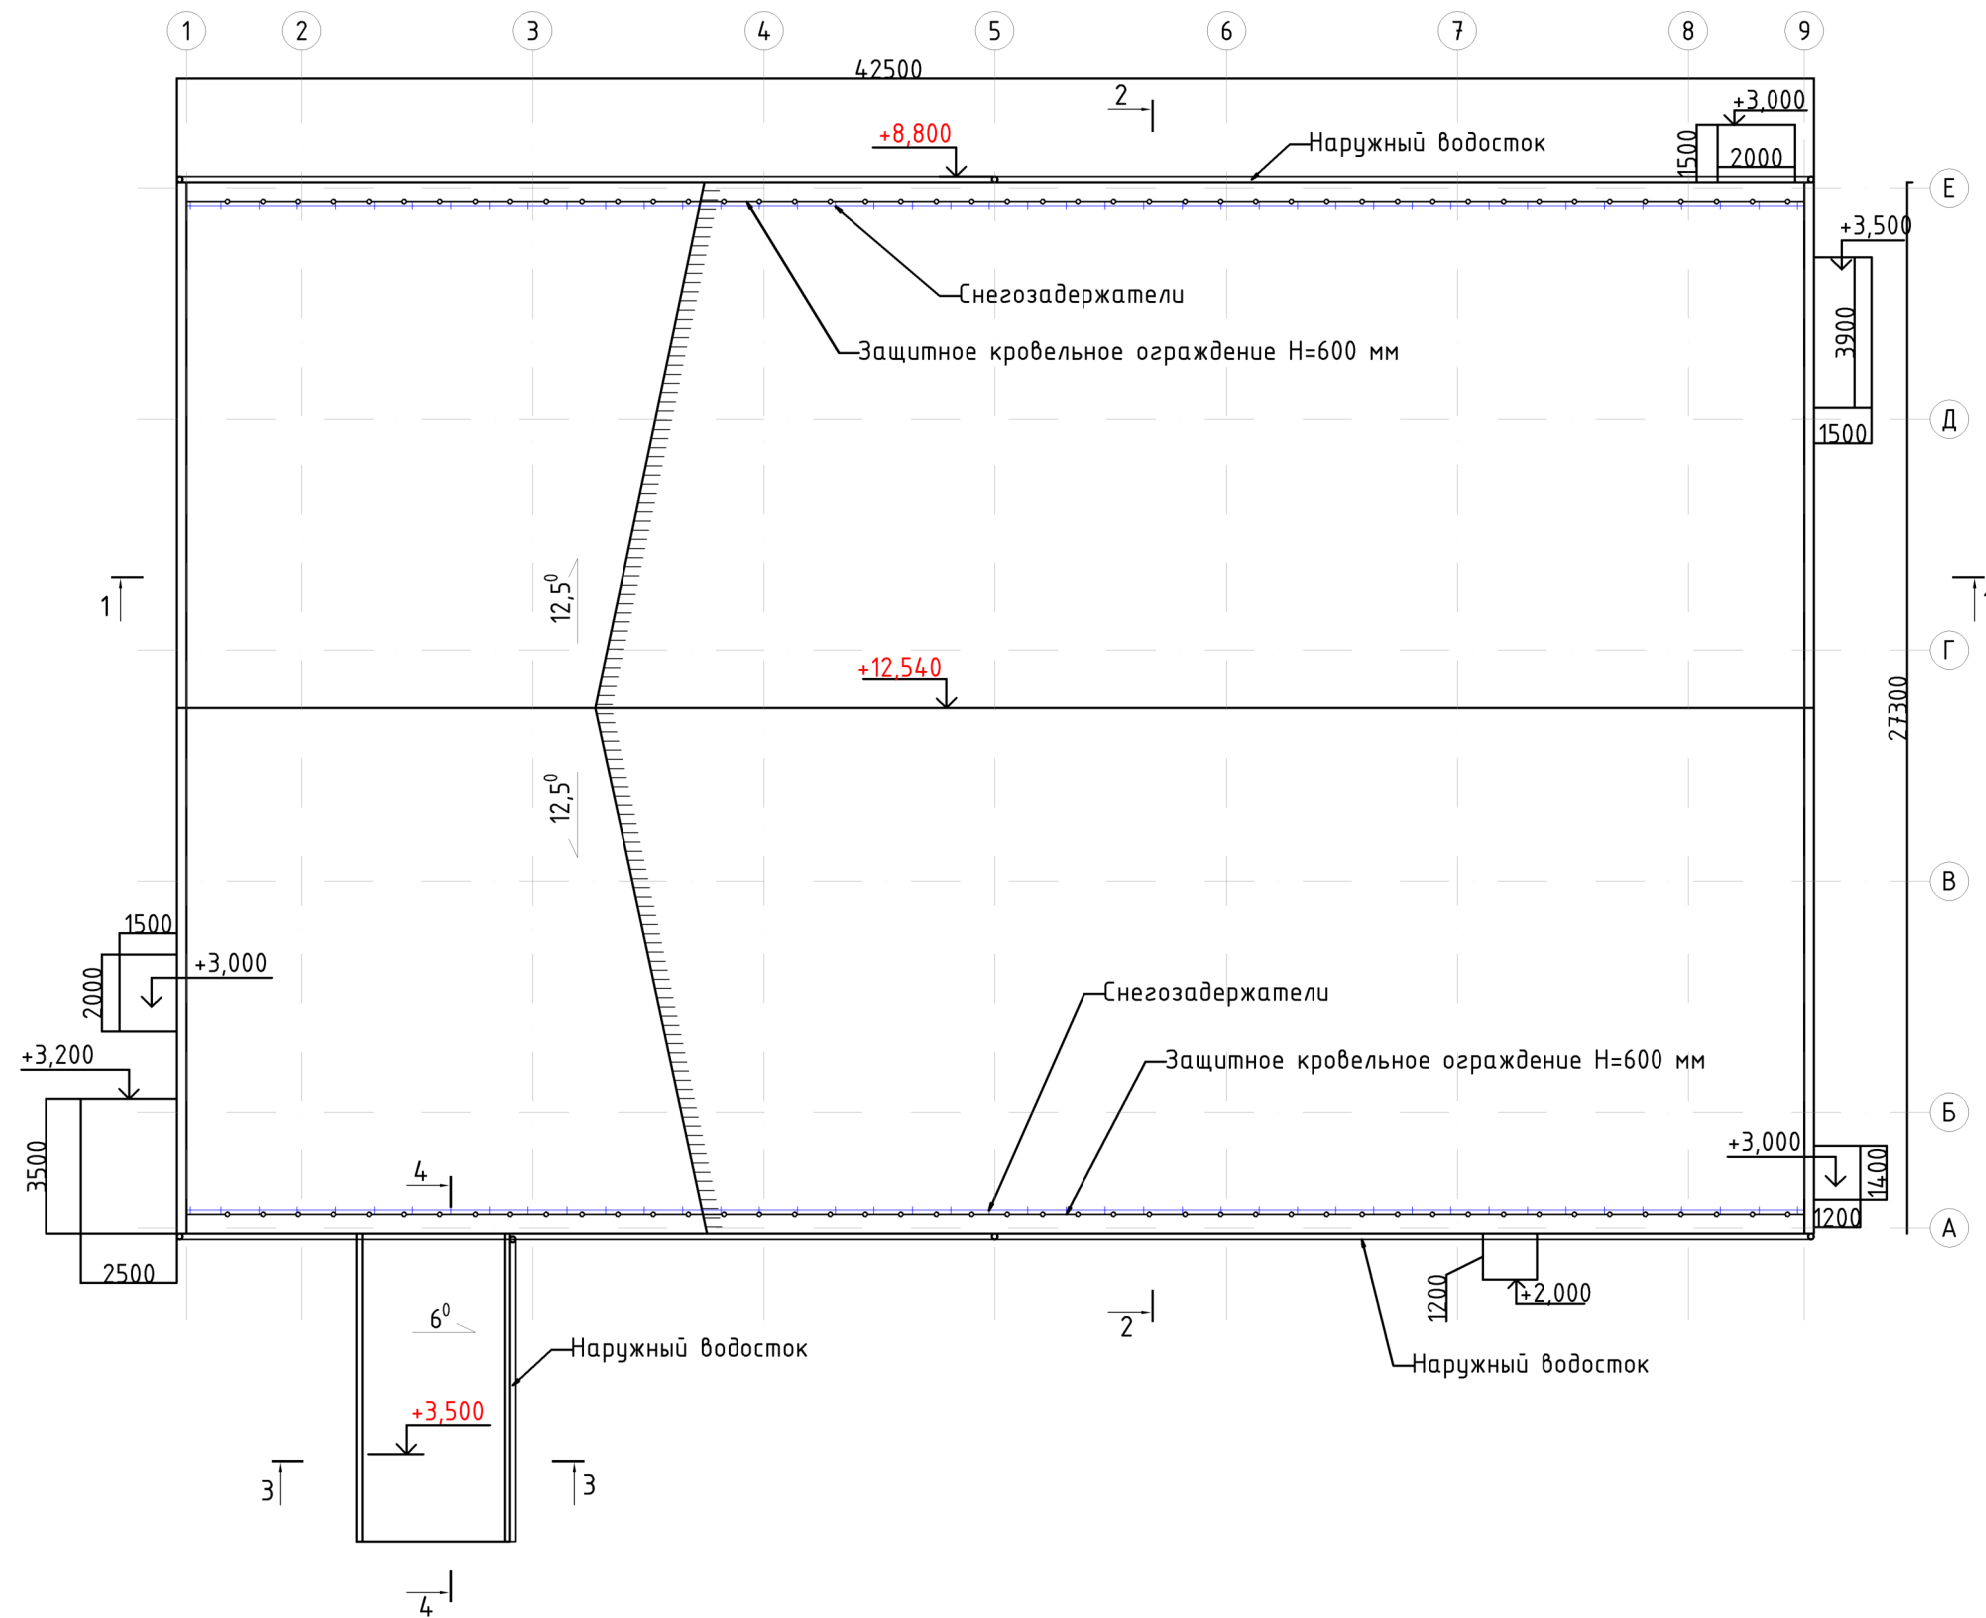 1 2 3 4 5 6 7 8 9
42500
2
+3,000
+8,800
Наружный водосток
1500
2000
Е
+3,500
Снегозадержатели
3900
Защитное кровельное ограждение Н=600 мм
Д
1500
12,5⁰
1
Г
+12,540
27300
12,5⁰
В
1500
+3,000
2000
Снегозадержатели
+3,200
Защитное кровельное ограждение Н=600 мм
Б
+3,000
3500
4
1400
1200
А
2500
1200
+2,000
6⁰
2
Наружный водосток
Наружный водосток
+3,500
3
3
4